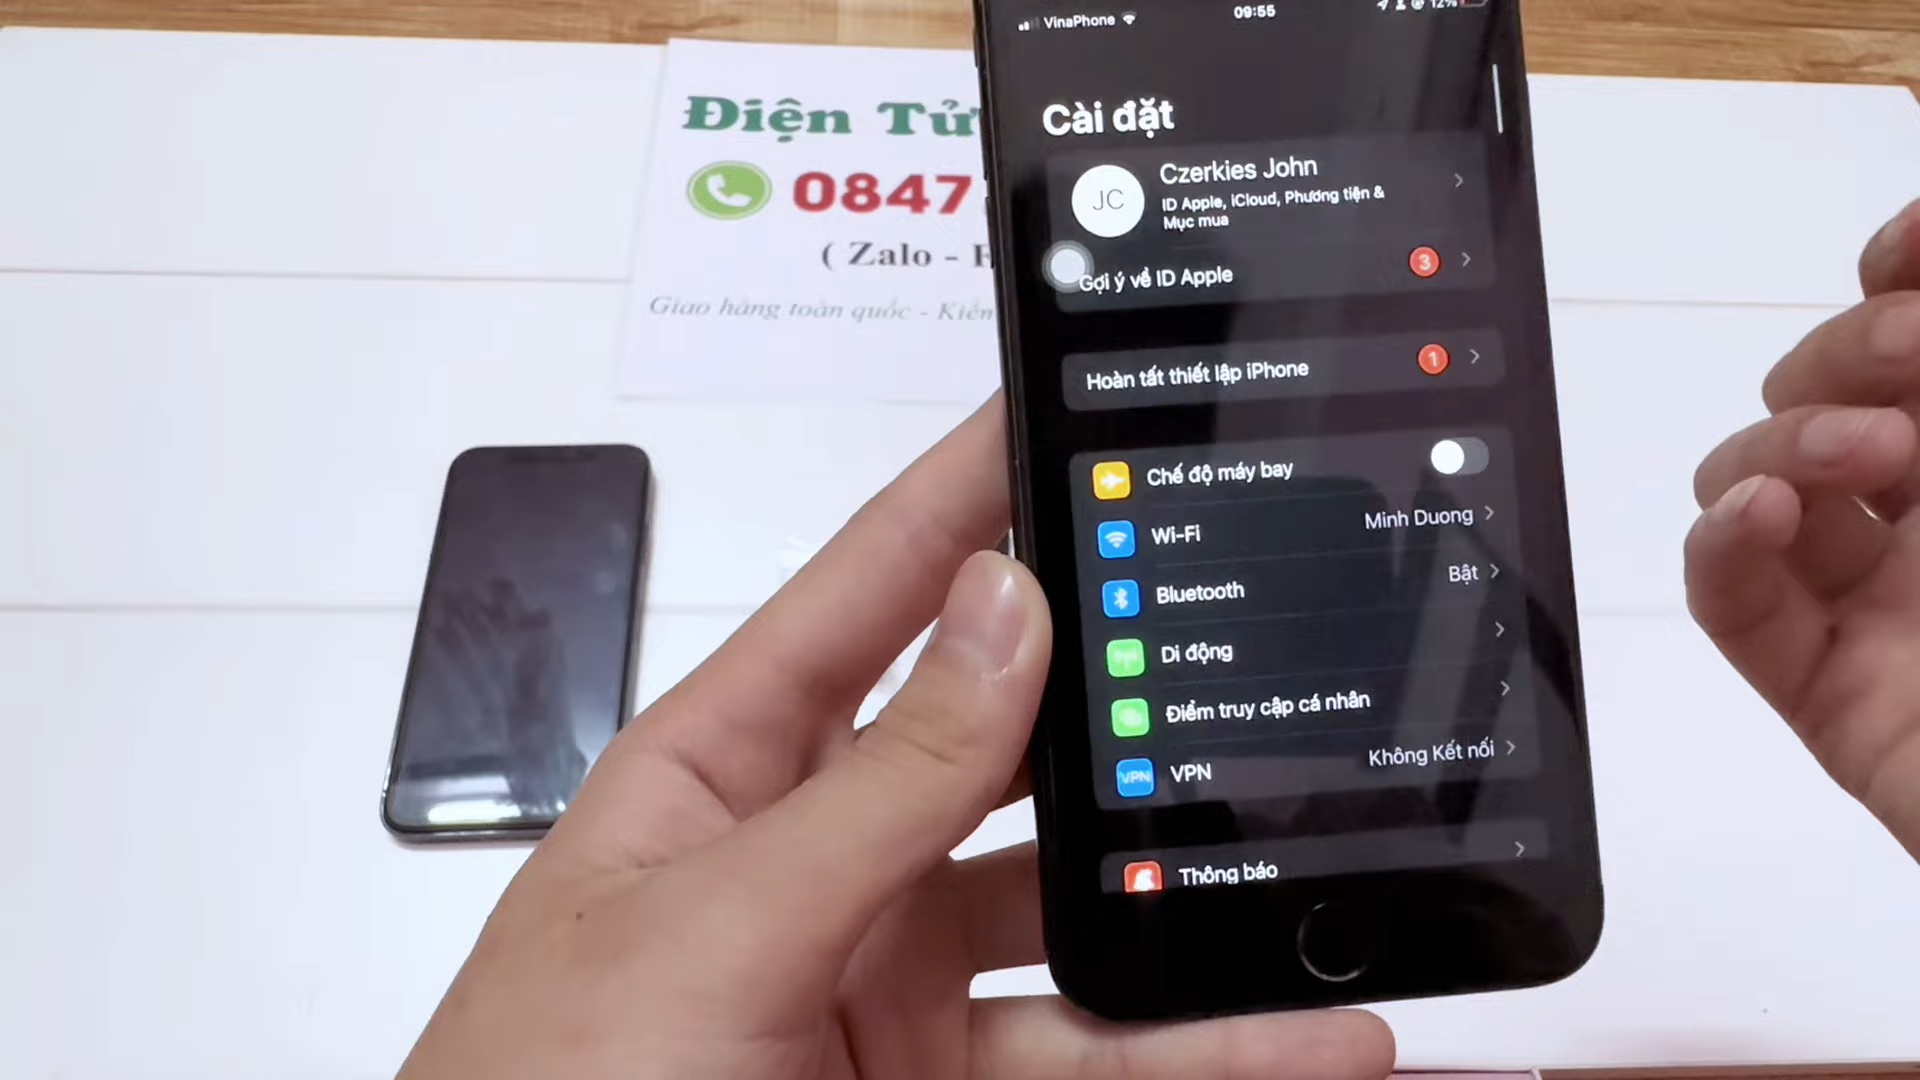 Điện Tử
0847
( Zalo - F
Giao hàng toàn quốc - Kiểm
VinaPhone
09:55
12%
Cài đặt
JC
Czerkies John
ID Apple, iCloud, Phương tiện &
Mục mua
Gợi ý về ID Apple
3
Hoàn tất thiết lập iPhone
1
Chế độ máy bay
Wi-Fi
Minh Duong
Bluetooth
Bật
Di động
Điểm truy cập cá nhân
VPN
VPN
Không Kết nối
Thông báo